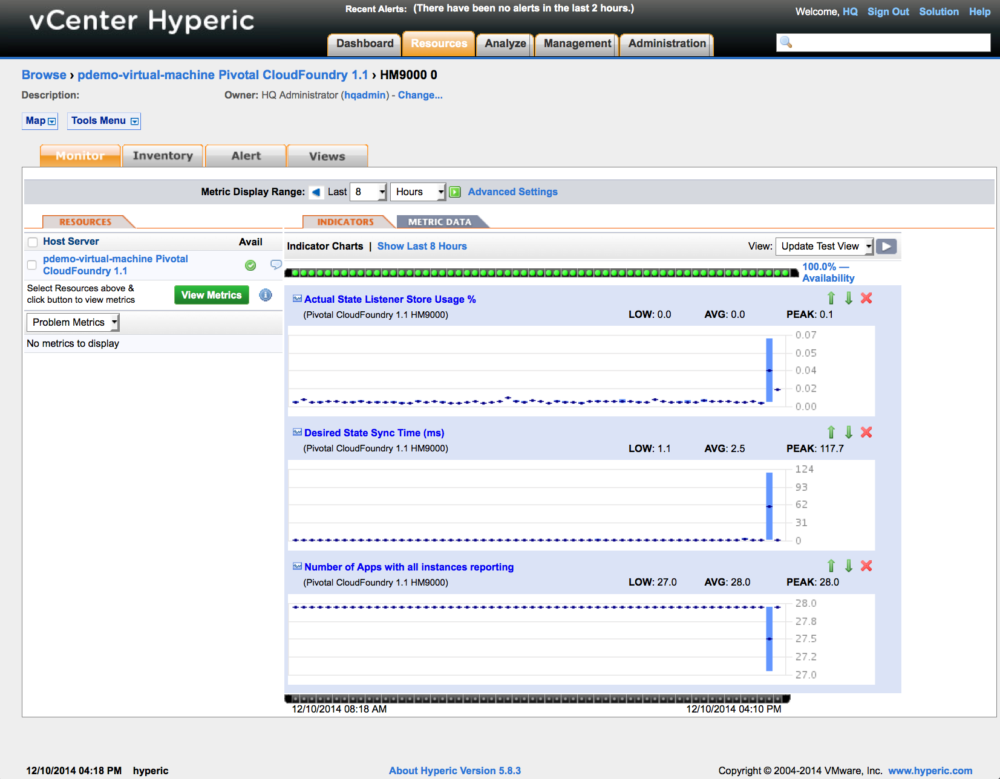 vCenter Hyperic
Recent Alerts: (There have been no alerts in the last 2 hours.)
Welcome, HQ Sign Out Solution Help
Dashboard Resources Analyze Management Administration
Browse › pdemo-virtual-machine Pivotal CloudFoundry 1.1 › HM9000 0
Description: Owner: HQ Administrator (hqadmin) - Change...
Map Tools Menu
Monitor Inventory Alert Views
Metric Display Range: Last 8 Hours Advanced Settings
RESOURCES
Host Server Avail
pdemo-virtual-machine Pivotal
CloudFoundry 1.1
Select Resources above &
click button to view metrics
View Metrics
Problem Metrics
No metrics to display
INDICATORS METRIC DATA
Indicator Charts | Show Last 8 Hours
View: Update Test View
100.0% —
Availability
Actual State Listener Store Usage %
(Pivotal CloudFoundry 1.1 HM9000) LOW: 0.0 AVG: 0.0 PEAK: 0.1
0.07
0.05
0.04
0.02
0.00
Desired State Sync Time (ms)
(Pivotal CloudFoundry 1.1 HM9000) LOW: 1.1 AVG: 2.5 PEAK: 117.7
124
93
62
31
0
Number of Apps with all instances reporting
(Pivotal CloudFoundry 1.1 HM9000) LOW: 27.0 AVG: 28.0 PEAK: 28.0
28.0
27.8
27.5
27.2
27.0
12/10/2014 08:18 AM 12/10/2014 04:10 PM
12/10/2014 04:18 PM hyperic
About Hyperic Version 5.8.3
Copyright © 2004-2014 VMware, Inc. www.hyperic.com